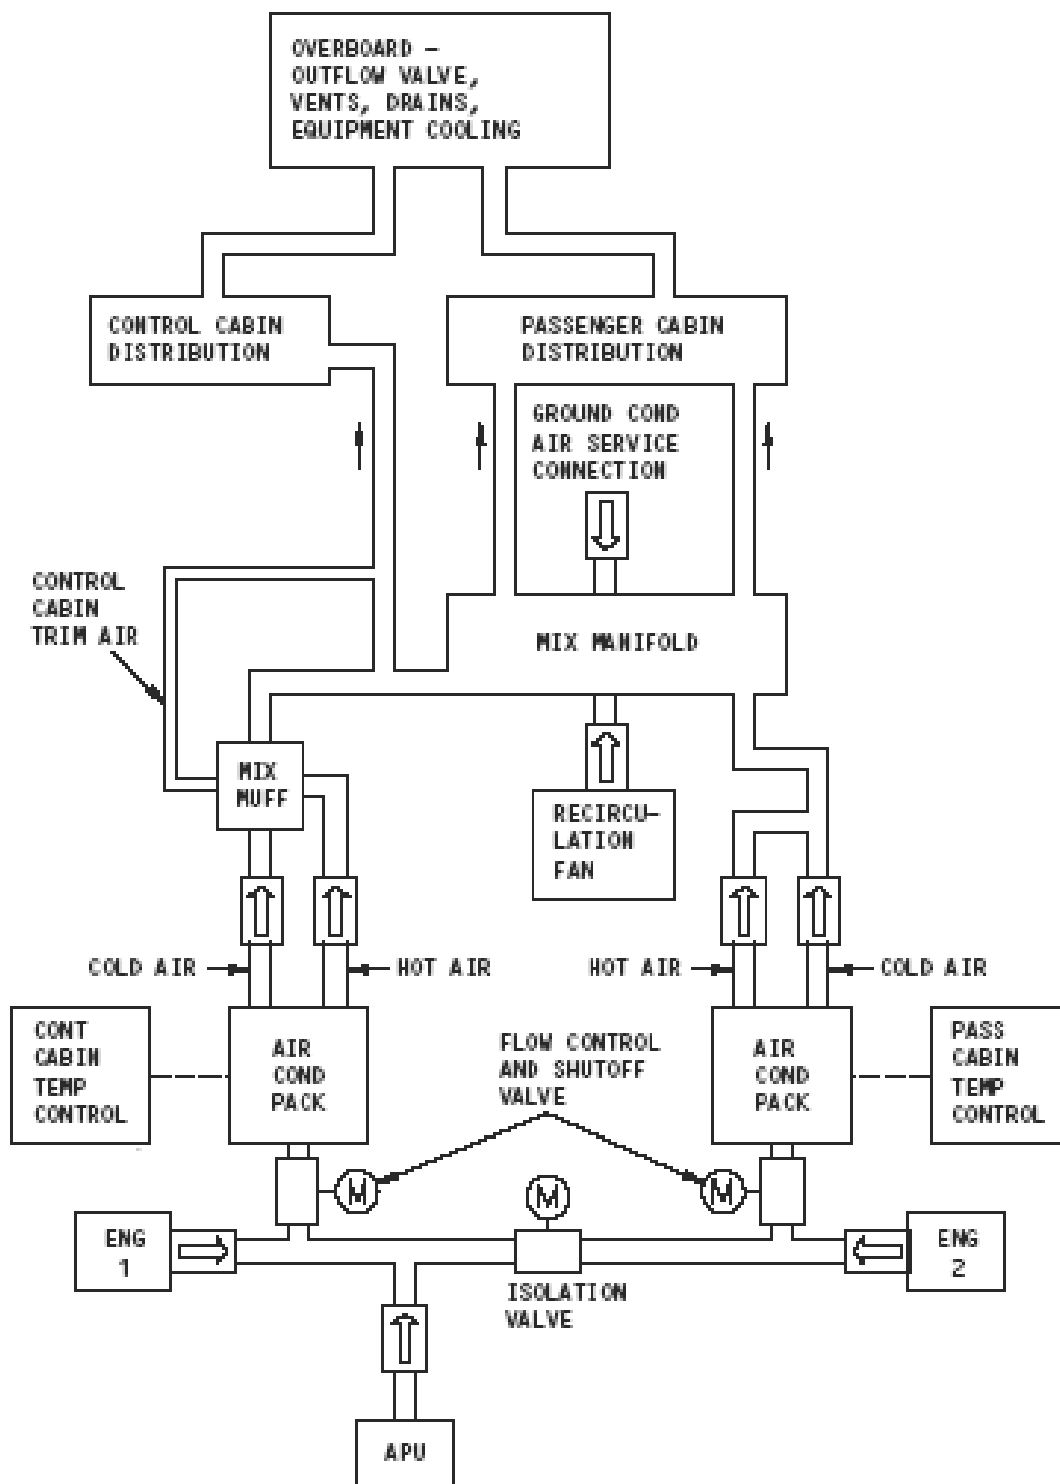 OVERBOARD –
OUTFLOW VALVE,
VENTS, DRAINS,
EQUIPMENT COOLING
CONTROL CABIN
DISTRIBUTION
PASSENGER CABIN
DISTRIBUTION
GROUND COND
AIR SERVICE
CONNECTION
CONTROL
CABIN
TRIM AIR
MIX MANIFOLD
MIX
MUFF
RECIRCU–
LATION
FAN
COLD AIR
HOT AIR
HOT AIR
COLD AIR
CONT
CABIN
TEMP
CONTROL
AIR
COND
PACK
FLOW CONTROL
AND SHUTOFF
VALVE
AIR
COND
PACK
PASS
CABIN
TEMP
CONTROL
M
M
M
ENG
1
ENG
2
ISOLATION
VALVE
APU